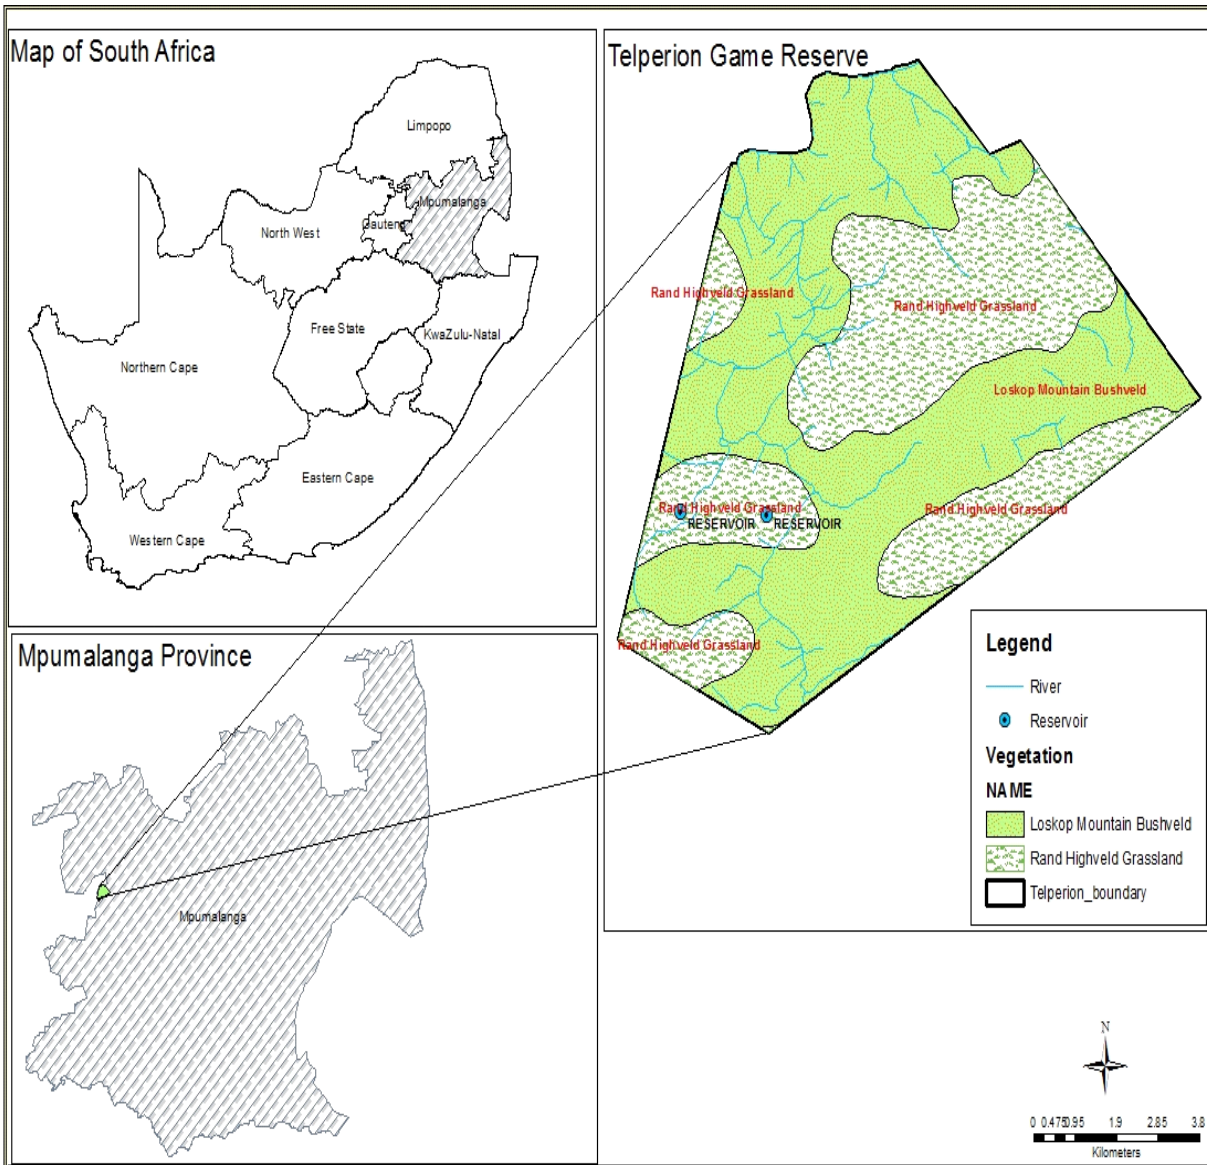 Map of South Africa
Limpopo
Mpumalanga
Gauteng
North West
Free State
KwaZulu-Natal
Northern Cape
Eastern Cape
Western Cape
Telperion Game Reserve
Rand Highveld Grassland
Rand Highveld Grassland
Loskop Mountain Bushveld
Rand Highveld Grassland
RESERVOIR
RESERVOIR
Rand Highveld Grassland
Rand Highveld Grassland
Legend
River
Reservoir
Vegetation
NAME
Loskop Mountain Bushveld
Rand Highveld Grassland
Telperion_boundary
Mpumalanga Province
Mpumalanga
N
0 0.475 0.95 1.9 2.85 3.8
Kilometers